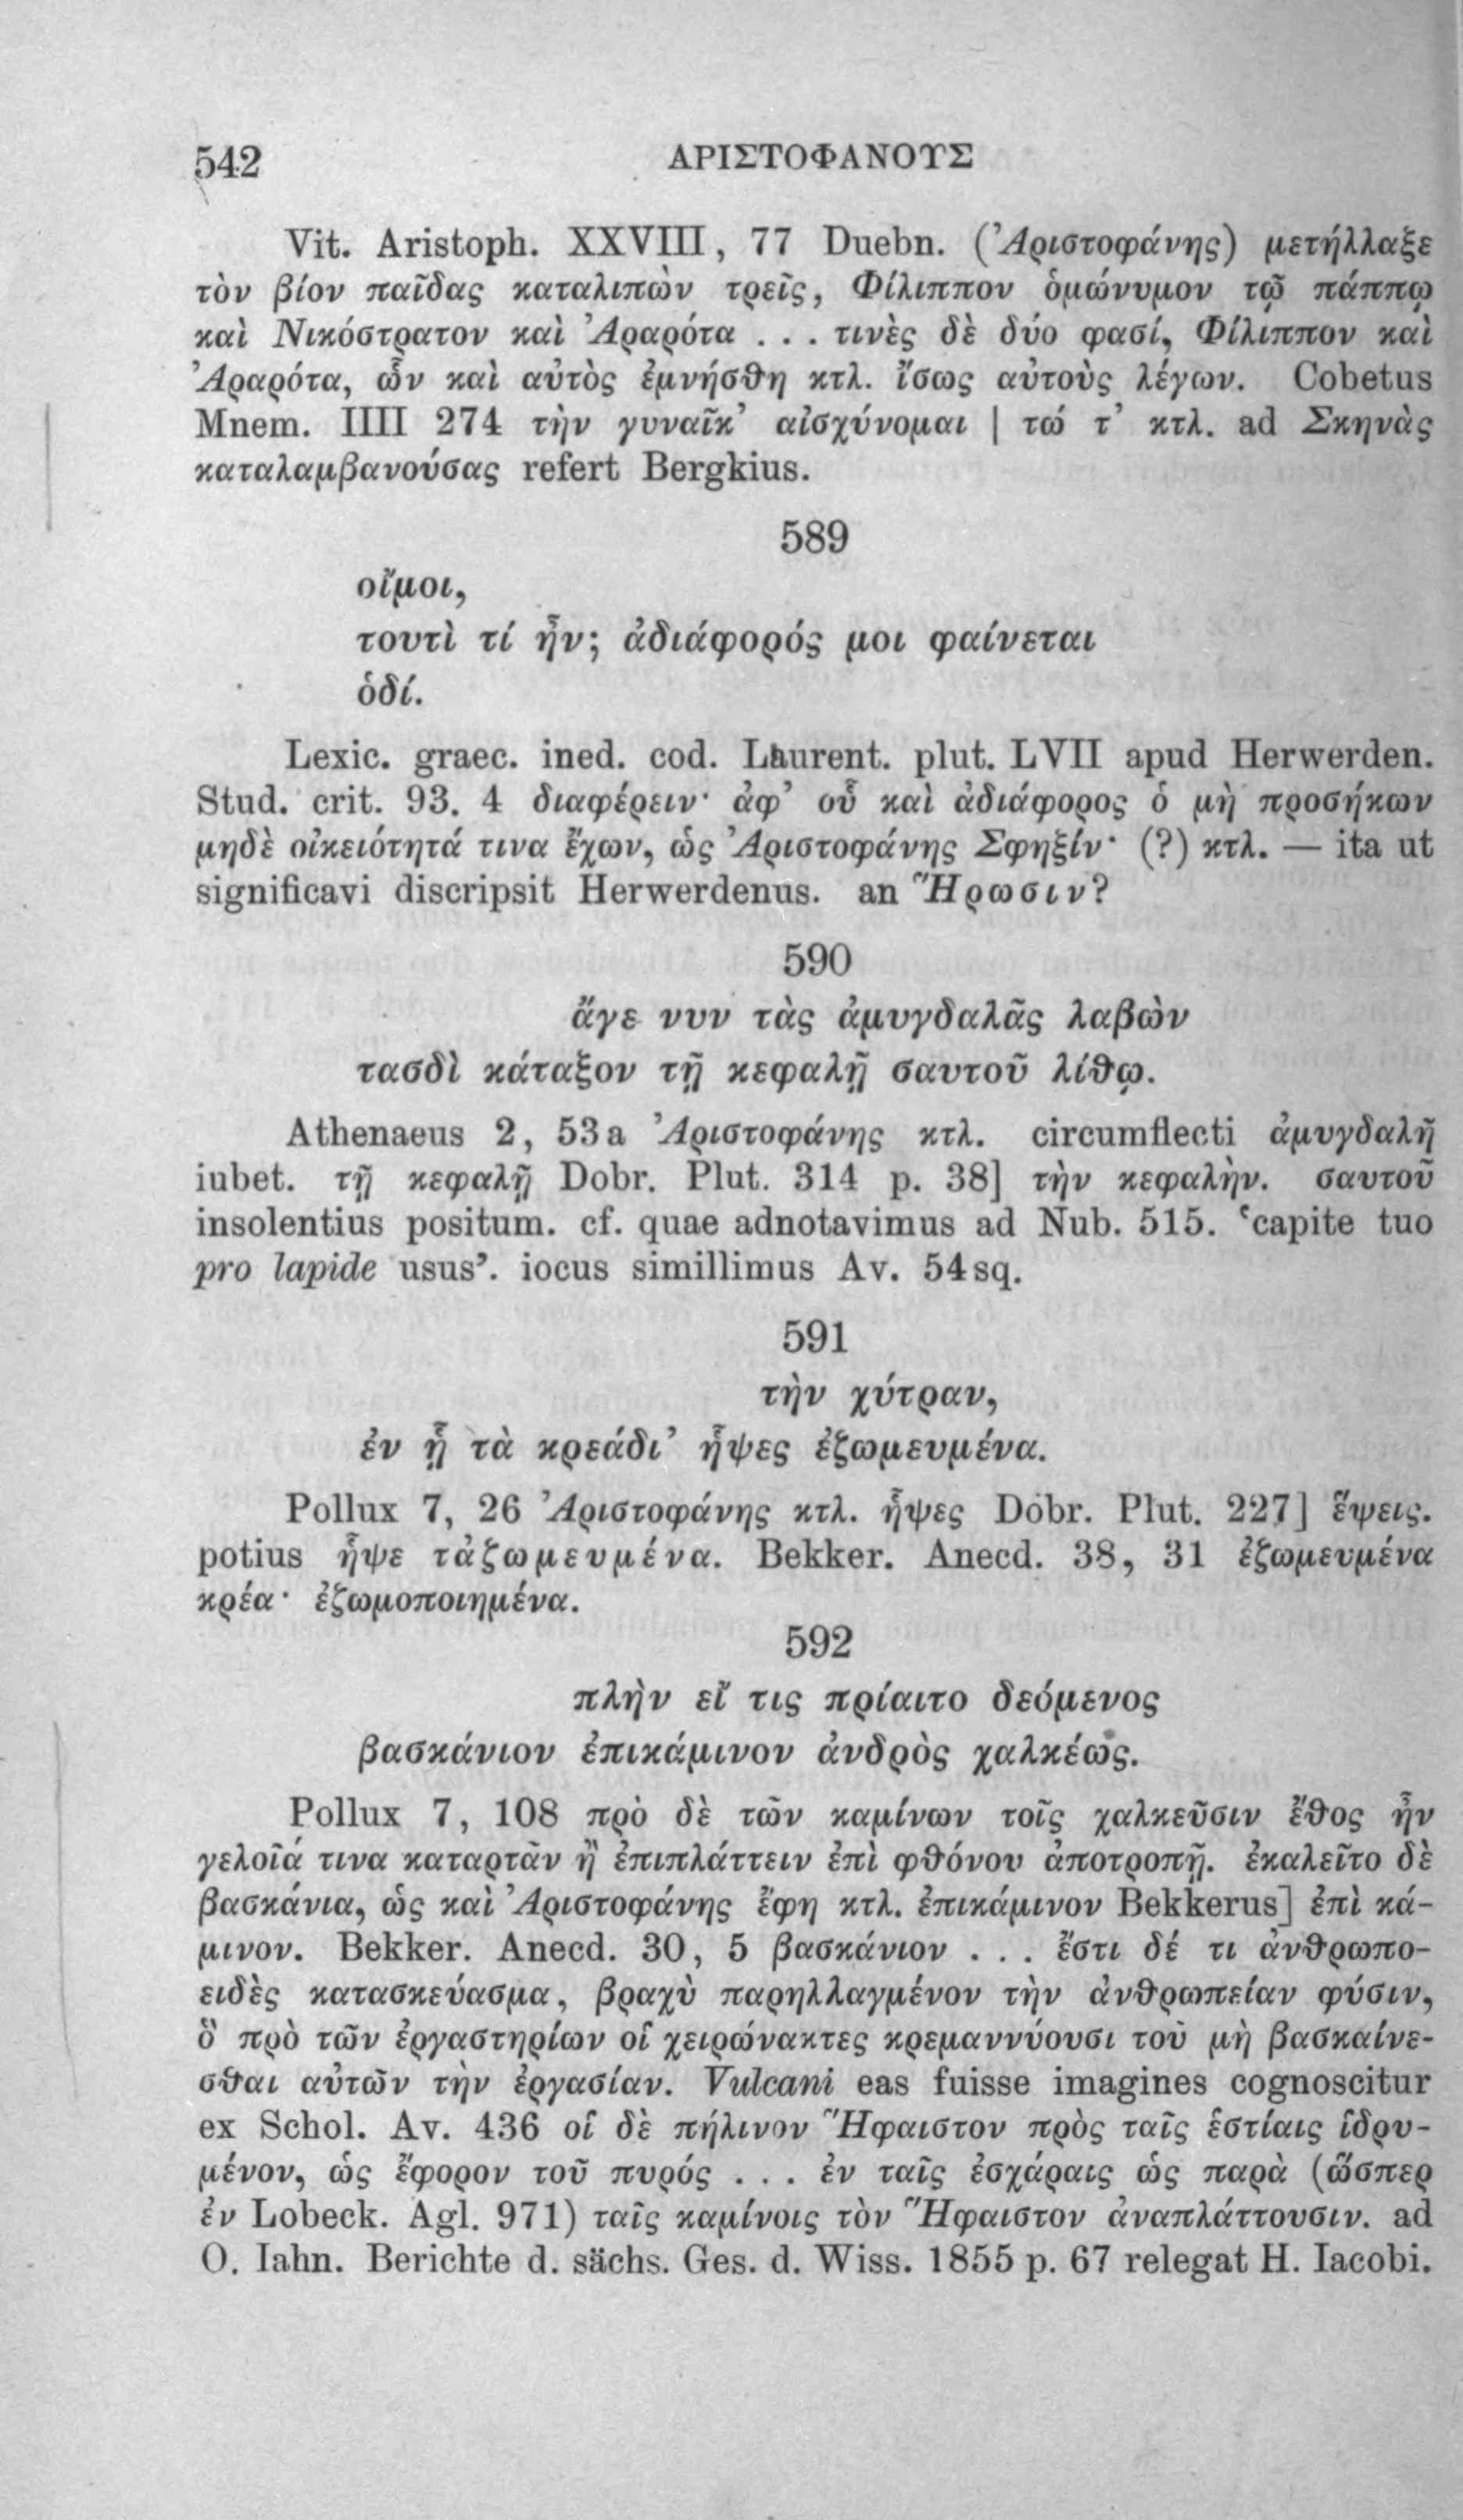 542
ΑΡΙΣΤΟΦΑΝΟΥΣ
Vit. Aristoph. XXVIII, 77 Duebn. (Ἀριστοφάνης) μετήλλαξε
τὸν βίον παῖδας καταλιπὼν τρεῖς, Φίλιππον ὁμώνυμον τῷ πάππῳ
καὶ Νικόστρατον καὶ Ἀραρότα . . . τινὲς δὲ δύο φασί, Φίλιππον καὶ
Ἀραρότα, ὧν καὶ αὐτὸς ἐμνήσθη κτλ. ἴσως αὐτοὺς λέγων. Cobetus
Mnem. IIII 274 τὴν γυναῖκ’ αἰσχύνομαι | τώ τ’ κτλ. ad Σκηνὰς
καταλαμβανούσας refert Bergkius.
589
οἴμοι,
τουτὶ τί ἦν; ἀδιάφορός μοι φαίνεται
ὁδί.
Lexic. graec. ined. cod. Laurent. plut. LVII apud Herwerden.
Stud. crit. 93. 4 διαφέρειν· ἀφ’ οὗ καὶ ἀδιάφορος ὁ μὴ προσήκων
μηδὲ οἰκειότητά τινα ἔχων, ὡς Ἀριστοφάνης Σφηξίν· (?) κτλ. — ita ut
significavi discripsit Herwerdenus. an Ἥρωσιν?
590
ἄγε νυν τὰς ἀμυγδαλᾶς λαβὼν
τασδὶ κάταξον τῇ κεφαλῇ σαυτοῦ λίθῳ.
Athenaeus 2, 53 a Ἀριστοφάνης κτλ. circumflecti ἀμυγδαλῆ
iubet. τῇ κεφαλῇ Dobr. Plut. 314 p. 38] τὴν κεφαλὴν. σαυτοῦ
insolentius positum. cf. quae adnotavimus ad Nub. 515. ‘capite tuo
pro lapide usus’. iocus simillimus Av. 54 sq.
591
τὴν χύτραν,
ἐν ᾗ τὰ κρεάδι’ ἧψες ἐξωμευμένα.
Pollux 7, 26 Ἀριστοφάνης κτλ. ἧψες Dobr. Plut. 227] ἕψεις.
potius ἧψε τἀζωμευμένα. Bekker. Anecd. 38, 31 ἐζωμευμένα
κρέα· ἐζωμοποιημένα.
592
πλὴν εἴ τις πρίαιτο δεόμενος
βασκάνιον ἐπικάμινον ἀνδρὸς χαλκέως.
Pollux 7, 108 πρὸ δὲ τῶν καμίνων τοῖς χαλκεῦσιν ἔθος ἦν
γελοῖά τινα καταρτᾶν ἢ ἐπιπλάττειν ἐπὶ φθόνου ἀποτροπῇ. ἐκαλεῖτο δὲ
βασκάνια, ὡς καὶ Ἀριστοφάνης ἔφη κτλ. ἐπικάμινον Bekkerus] ἐπὶ κά-
μινον. Bekker. Anecd. 30, 5 βασκάνιον . . . ἔστι δέ τι ἀνθρωπο-
ειδὲς κατασκεύασμα, βραχὺ παρηλλαγμένον τὴν ἀνθρωπείαν φύσιν,
ὃ πρὸ τῶν ἐργαστηρίων οἱ χειρώνακτες κρεμαννύουσι τοῦ μὴ βασκαίνε-
σθαι αὐτῶν τὴν ἐργασίαν. Vulcani eas fuisse imagines cognoscitur
ex Schol. Av. 436 οἱ δὲ πήλινον Ἥφαιστον πρὸς ταῖς ἑστίαις ἱδρυ-
μένον, ὡς ἔφορον τοῦ πυρός . . . ἐν ταῖς ἐσχάραις ὡς παρὰ (ὥσπερ
ἐν Lobeck. Agl. 971) ταῖς καμίνοις τὸν Ἥφαιστον ἀναπλάττουσιν. ad
O. Iahn. Berichte d. sächs. Ges. d. Wiss. 1855 p. 67 relegat H. Iacobi.